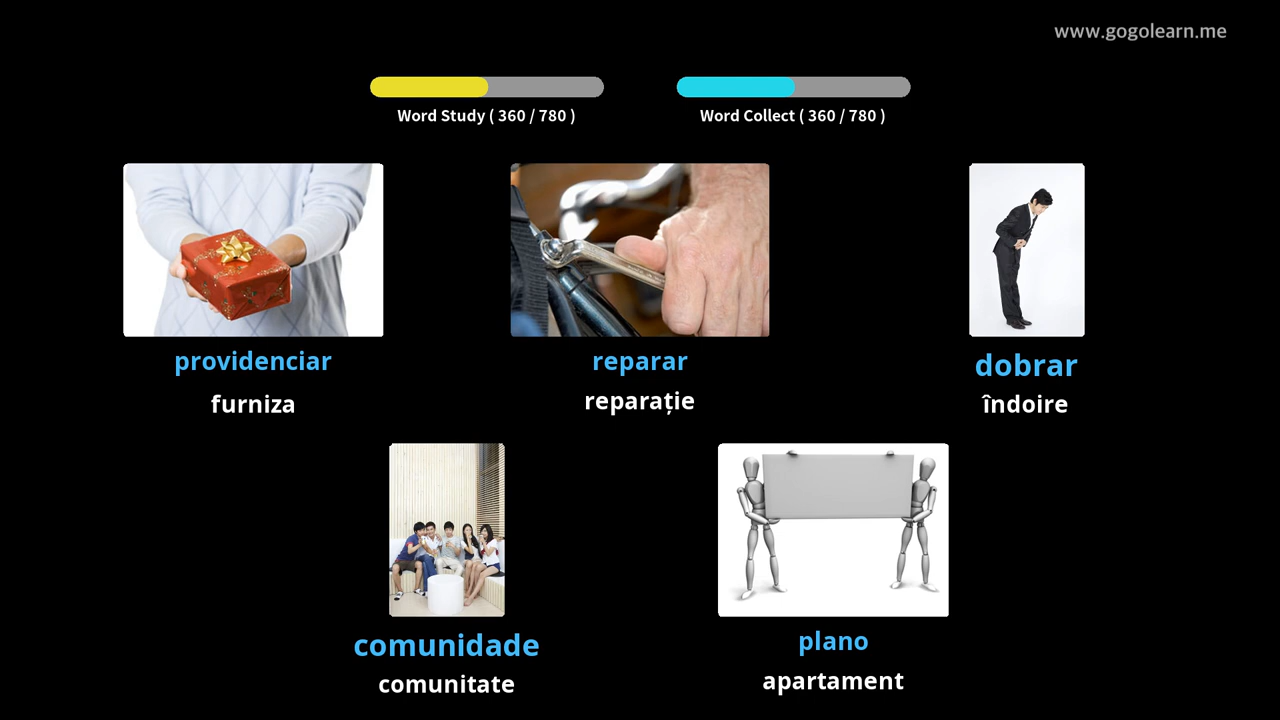 www.gogolearn.me
Word Study ( 360 / 780 )
Word Collect ( 360 / 780 )
providenciar
furniza
reparar
reparație
dobrar
îndoire
comunidade
comunitate
plano
apartament